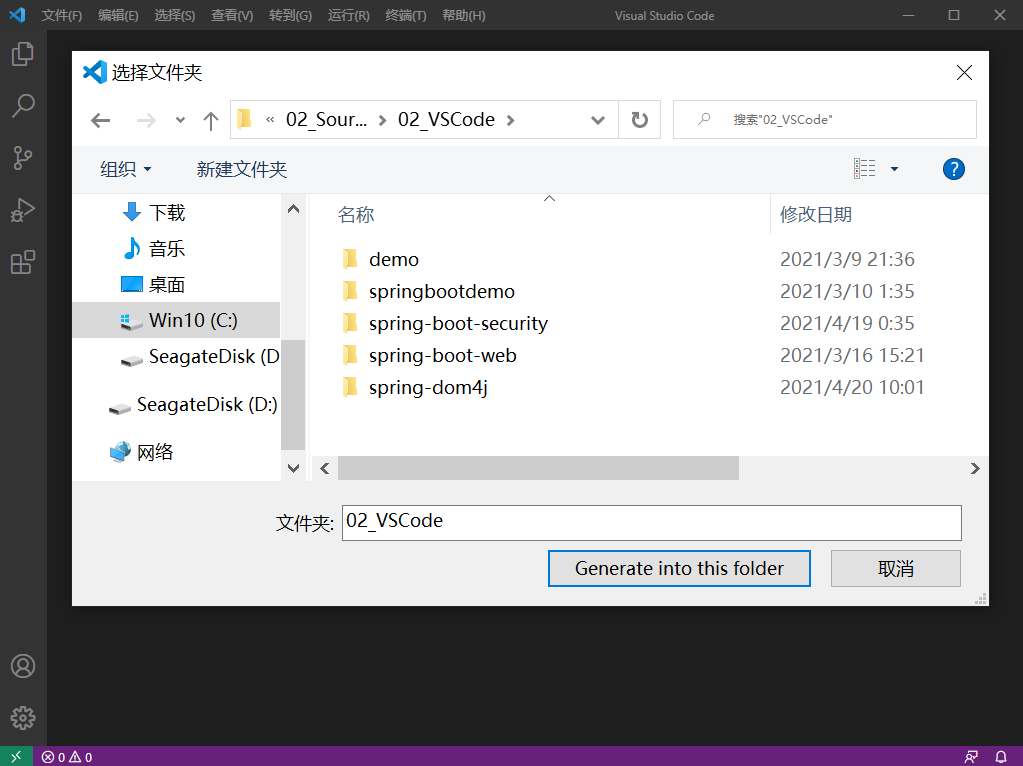 文件(F) 编辑(E) 选择(S) 查看(V) 转到(G) 运行(R) 终端(T) 帮助(H) Visual Studio Code
选择文件夹
« 02_Sour... > 02_VSCode > 搜索"02_VSCode"
组织 新建文件夹 ?
名称 修改日期
下载
音乐
桌面
Win10 (C:)
SeagateDisk (D
SeagateDisk (D:)
网络
demo 2021/3/9 21:36
springbootdemo 2021/3/10 1:35
spring-boot-security 2021/4/19 0:35
spring-boot-web 2021/3/16 15:21
spring-dom4j 2021/4/20 10:01
文件夹: 02_VSCode
Generate into this folder 取消
0 0